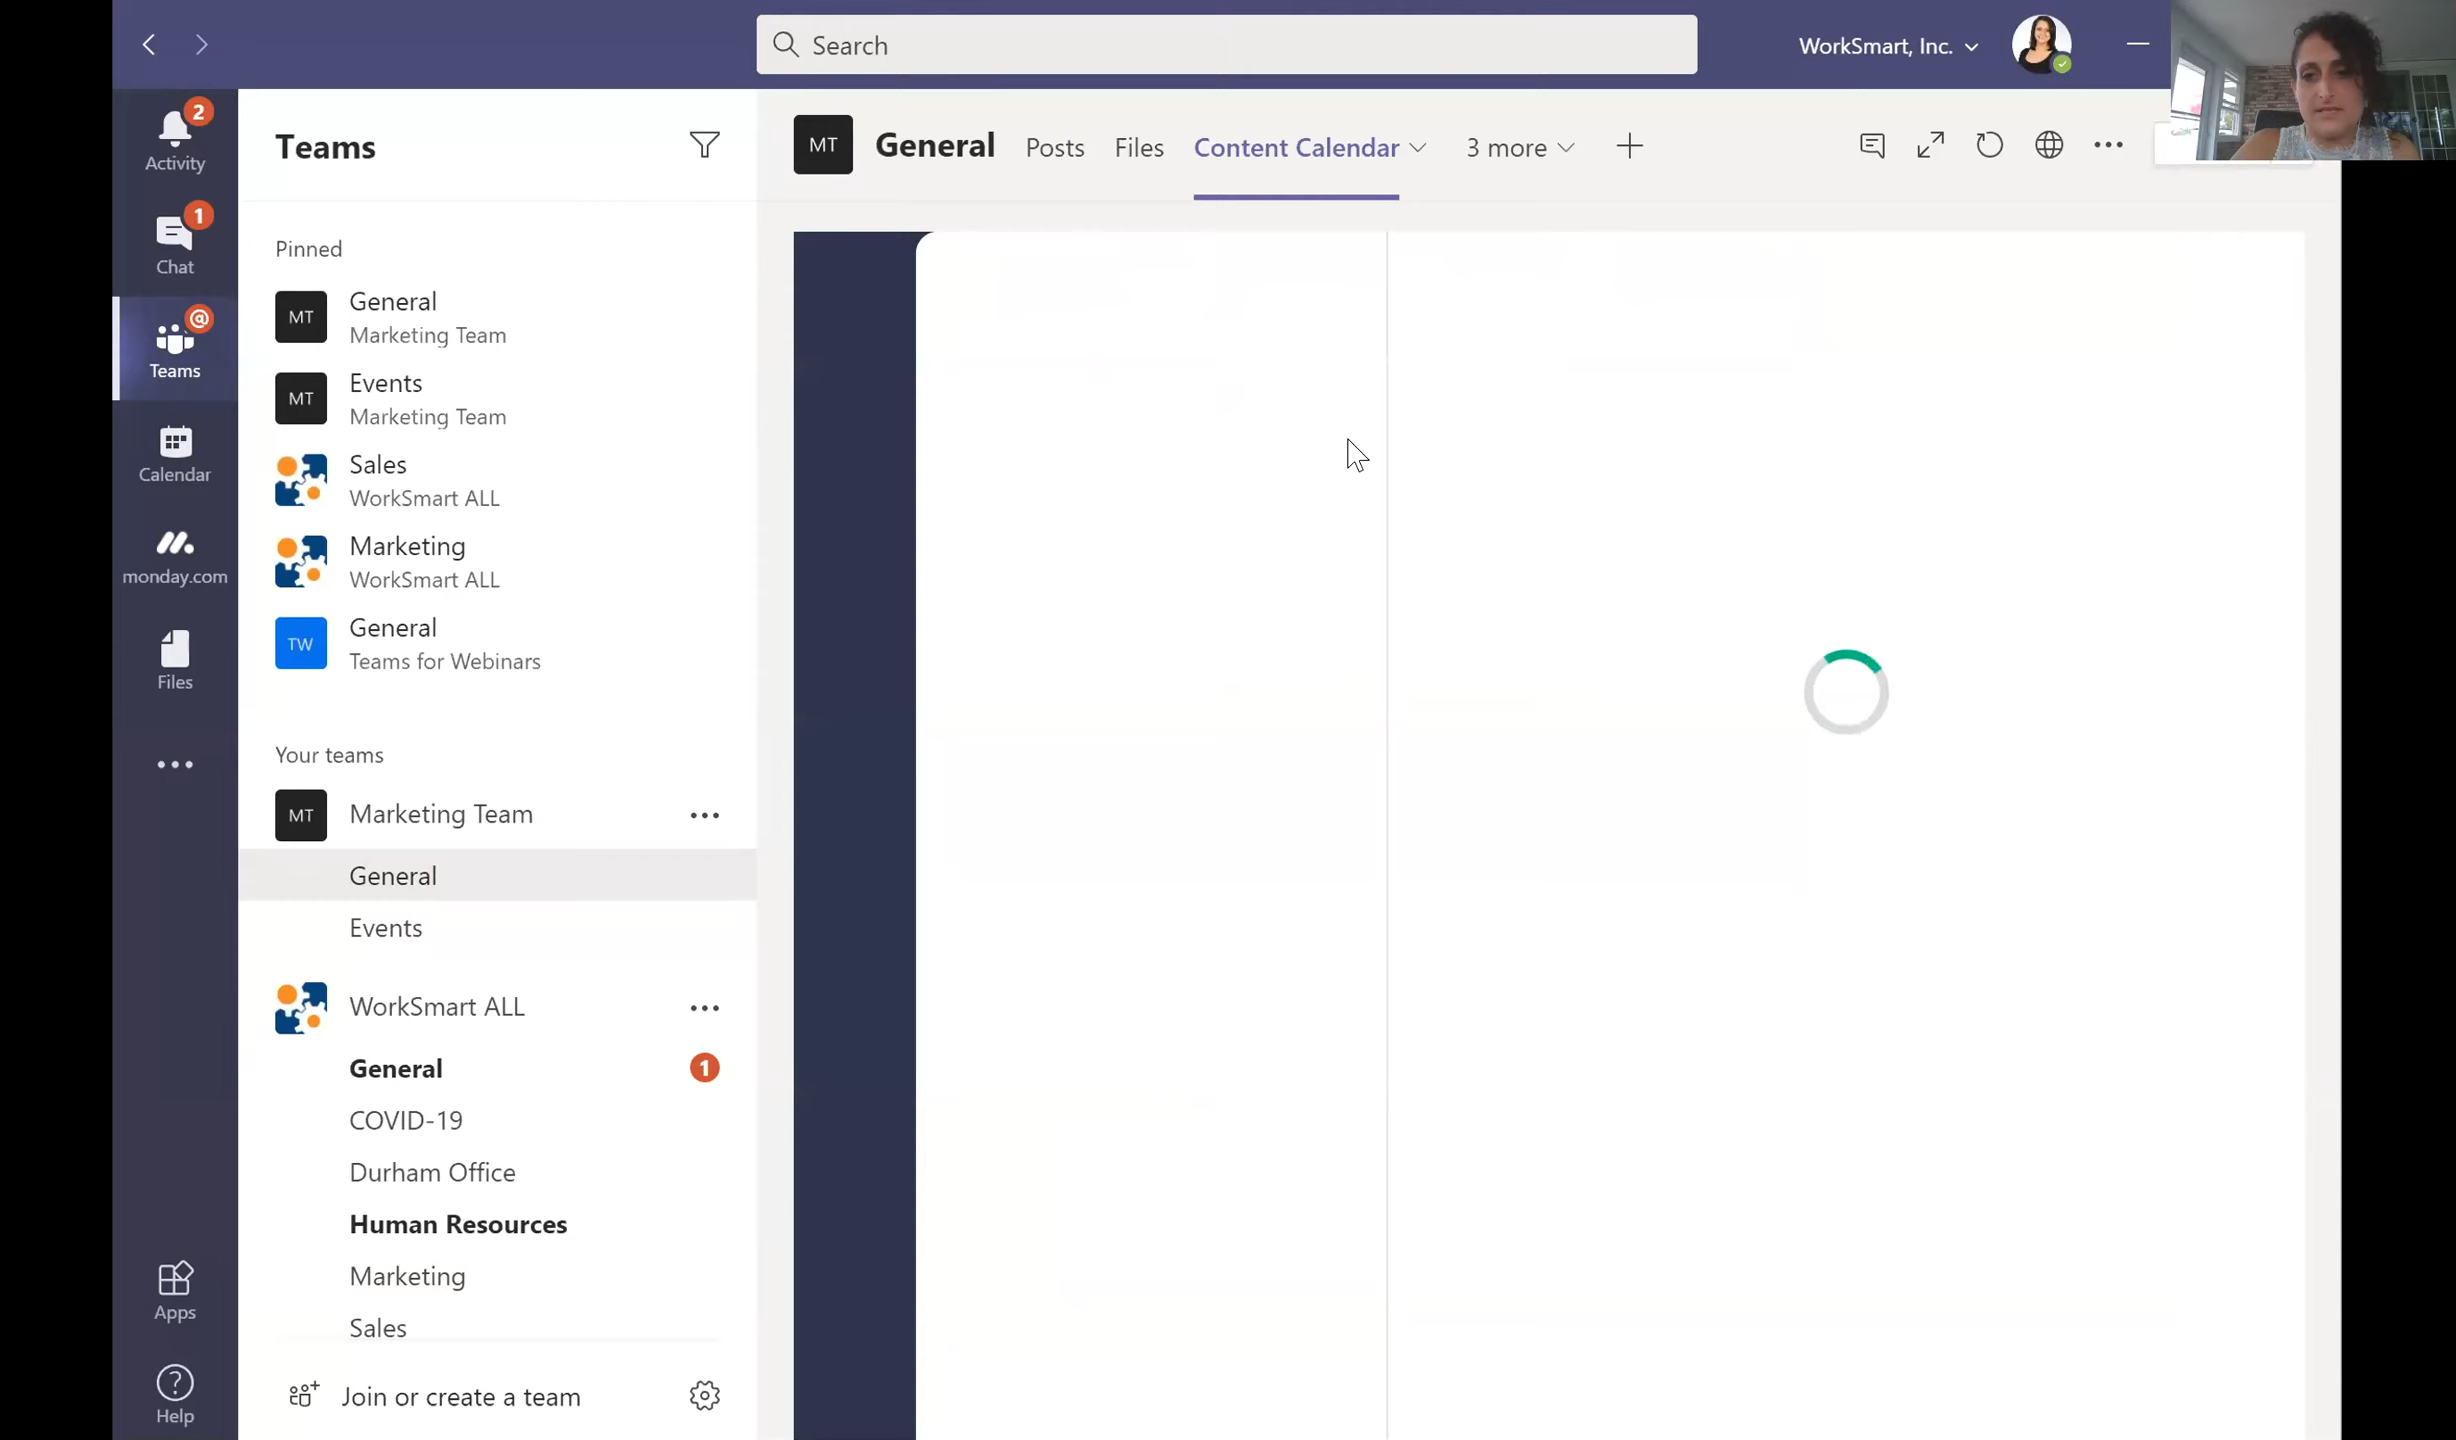 Search
WorkSmart, Inc.
2
Activity
1
Chat
@
Teams
Calendar
monday.com
Files
Apps
Help
Teams
Pinned
MT
General
Marketing Team
MT
Events
Marketing Team
Sales
WorkSmart ALL
Marketing
WorkSmart ALL
TW
General
Teams for Webinars
Your teams
MT
Marketing Team
General
Events
WorkSmart ALL
General
1
COVID-19
Durham Office
Human Resources
Marketing
Sales
Join or create a team
MT
General
Posts
Files
Content Calendar
3 more